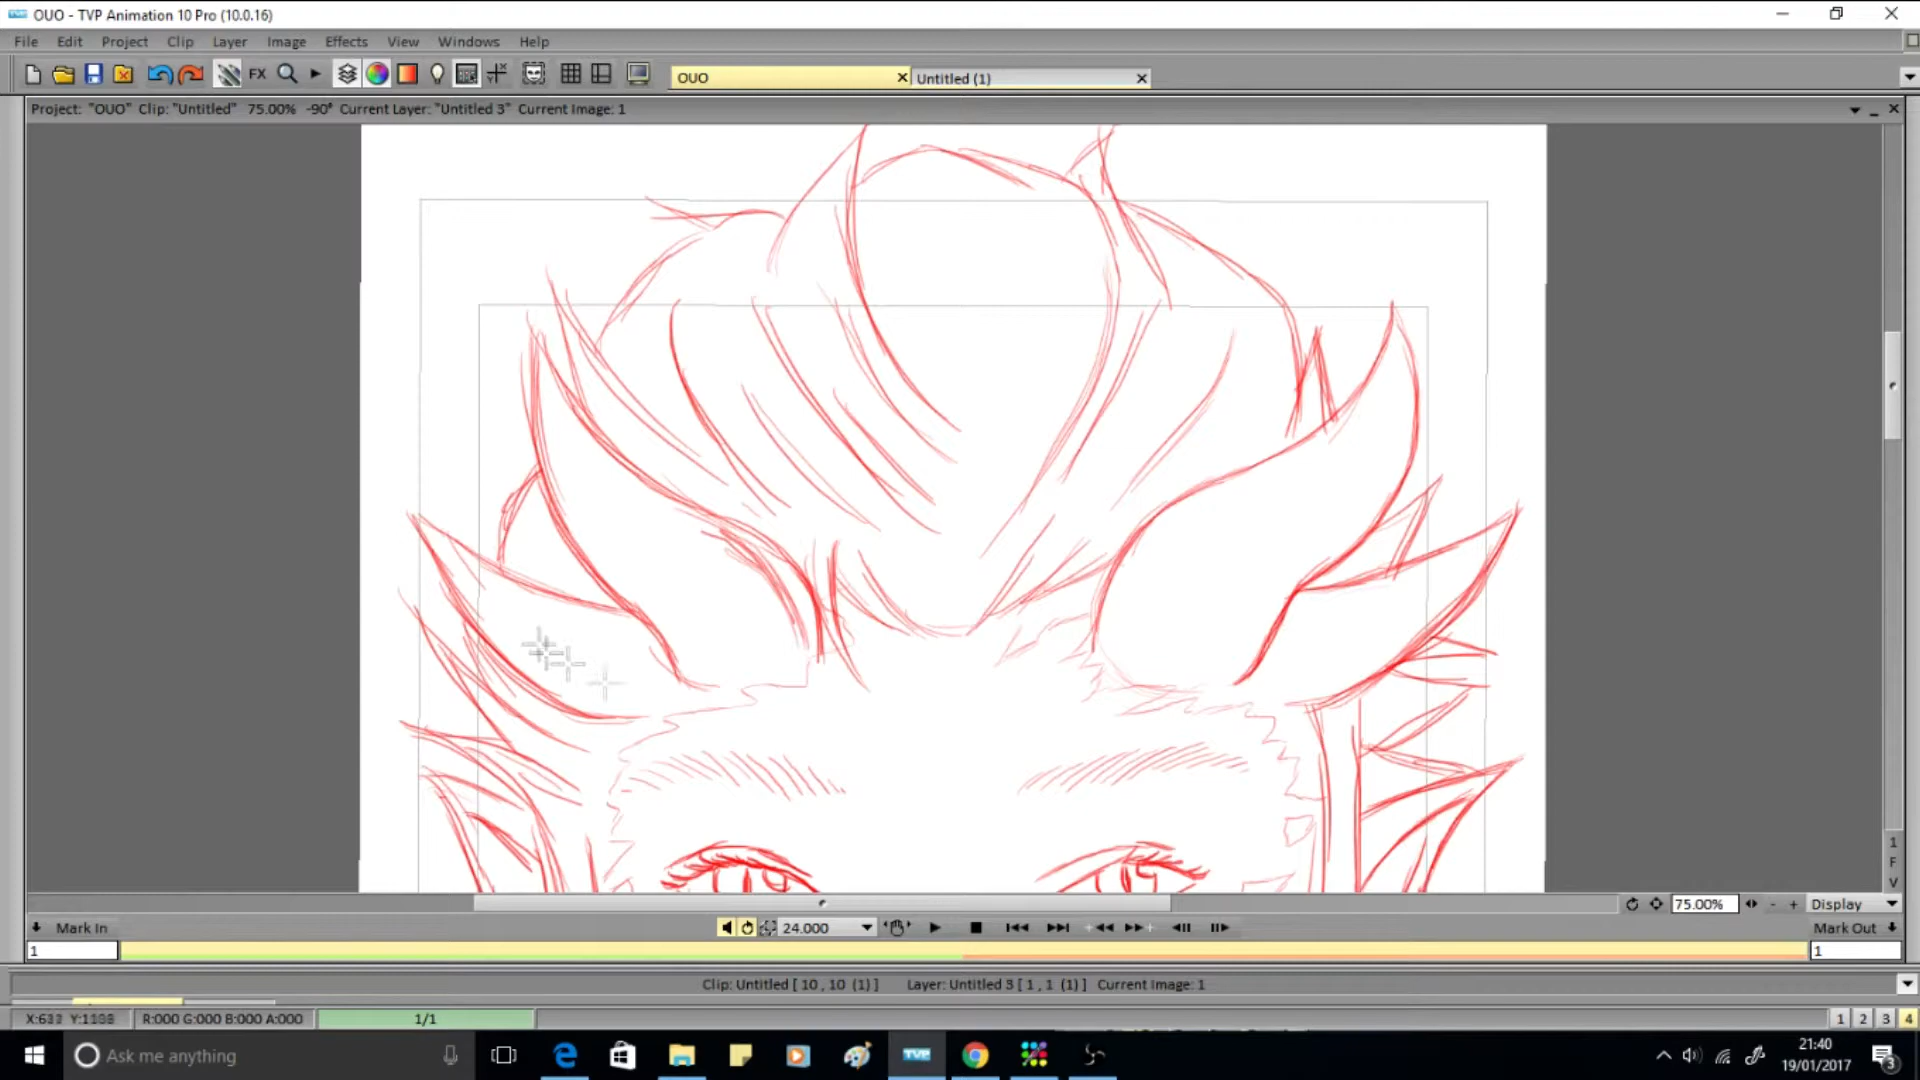 TVP OUO - TVP Animation 10 Pro (10.0.16)
File Edit Project Clip Layer Image Effects View Windows Help
FX OUO Untitled (1)
Project: "OUO" Clip: "Untitled" 75.00% -90° Current Layer: "Untitled 3" Current Image: 1
1
F
V
75.00% Display
Mark In 24.000 Mark Out
1 1
Clip: Untitled [ 10 , 10 (1) ] Layer: Untitled 3 [ 1 , 1 (1) ] Current Image: 1
R:000 G:000 B:000 A:000 1/1 1 2 3 4
Ask me anything TVP 21:40
19/01/2017 3